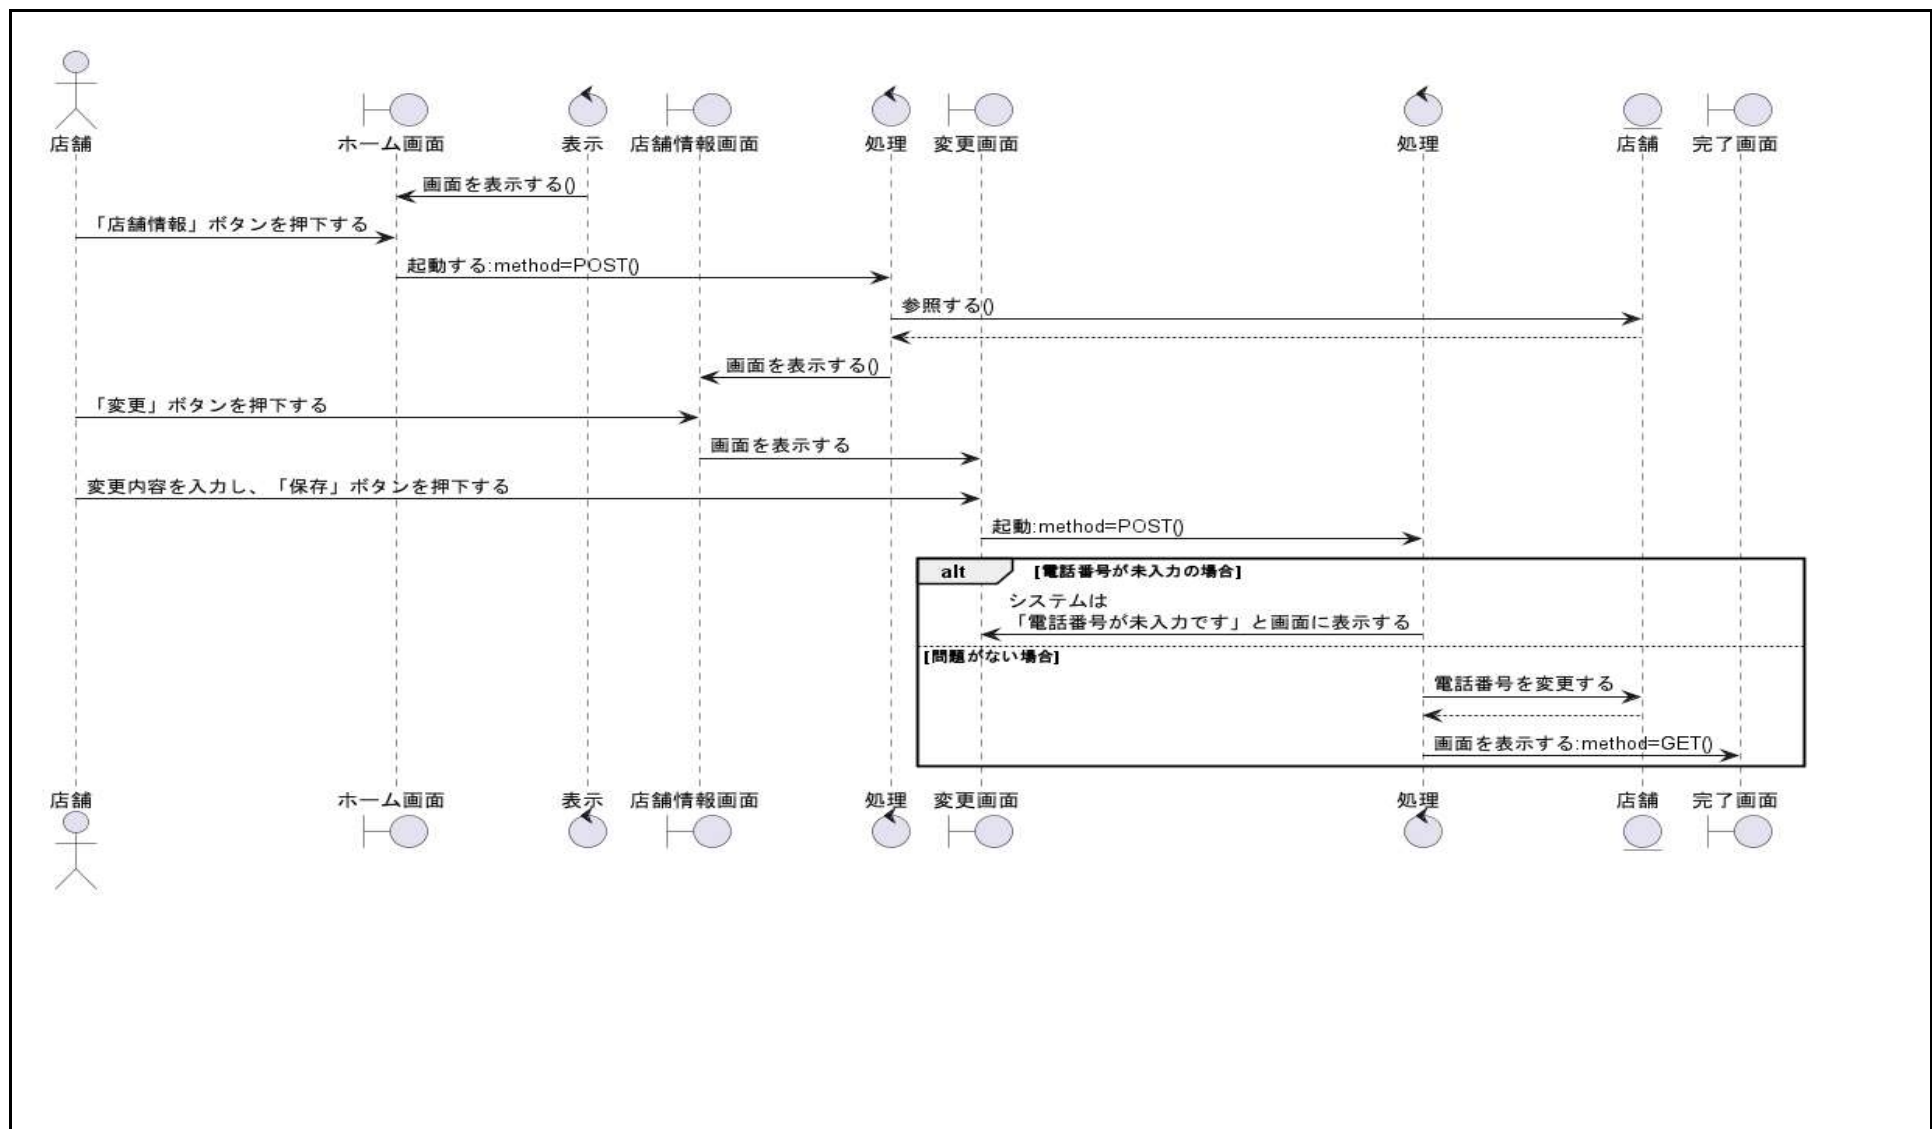 店舗
ホーム画面
表示
店舗情報画面
処理
変更画面
処理
店舗
完了画面
画面を表示する()
「店舗情報」ボタンを押下する
起動する:method=POST()
参照する()
画面を表示する()
「変更」ボタンを押下する
画面を表示する
変更内容を入力し、「保存」ボタンを押下する
起動:method=POST()
alt
[電話番号が未入力の場合]
システムは
「電話番号が未入力です」と画面に表示する
[問題がない場合]
電話番号を変更する
画面を表示する:method=GET()
店舗
ホーム画面
表示
店舗情報画面
処理
変更画面
処理
店舗
完了画面